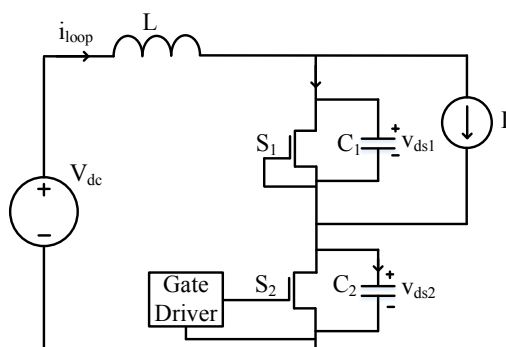 i_loop
L
S_1
C_1
+
-
v_ds1
I
V_dc
+
−
Gate
Driver
S_2
C_2
+
-
v_ds2